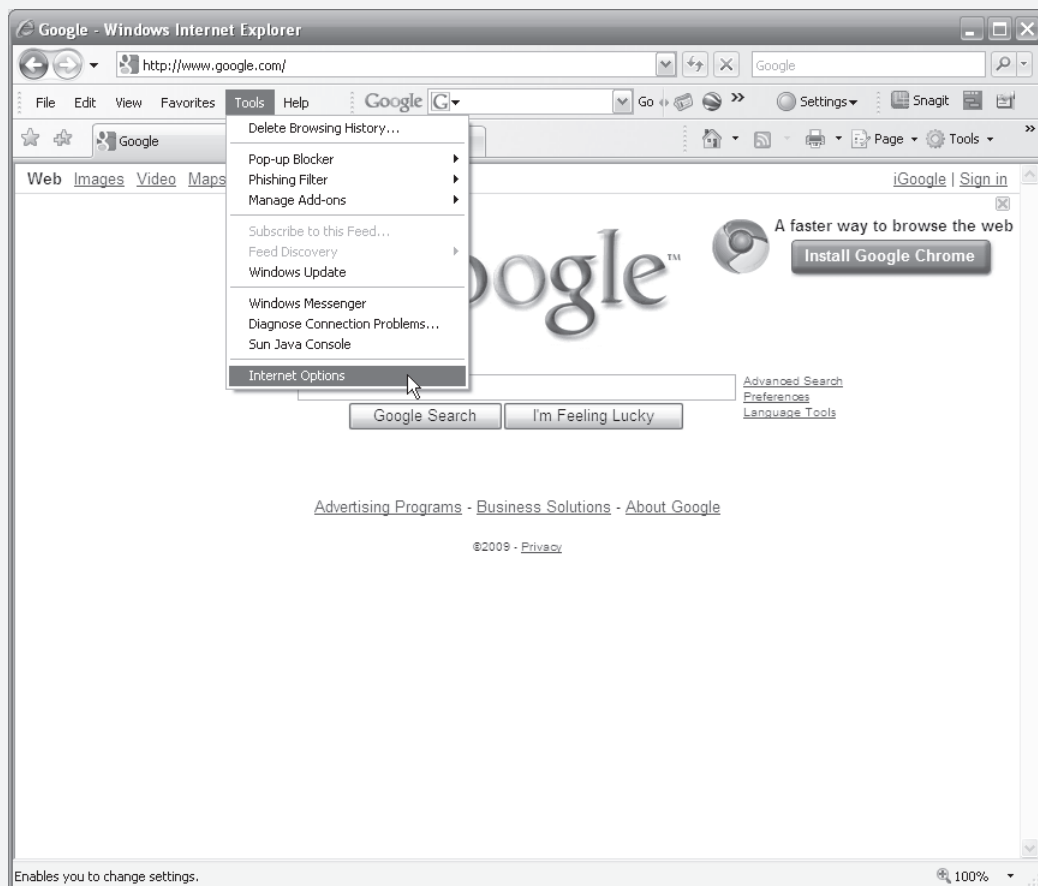 Google - Windows Internet Explorer
http://www.google.com/
Google
File Edit View Favorites Tools Help Google G Go » Settings Snagit
Google
Page Tools »
Delete Browsing History...
Pop-up Blocker
Phishing Filter
Manage Add-ons
Subscribe to this Feed...
Feed Discovery
Windows Update
Windows Messenger
Diagnose Connection Problems...
Sun Java Console
Internet Options
Web Images Video Maps
iGoogle | Sign in
A faster way to browse the web
Install Google Chrome
oogle™
Advanced Search
Preferences
Language Tools
Google Search I'm Feeling Lucky
Advertising Programs - Business Solutions - About Google
©2009 - Privacy
Enables you to change settings. 100%